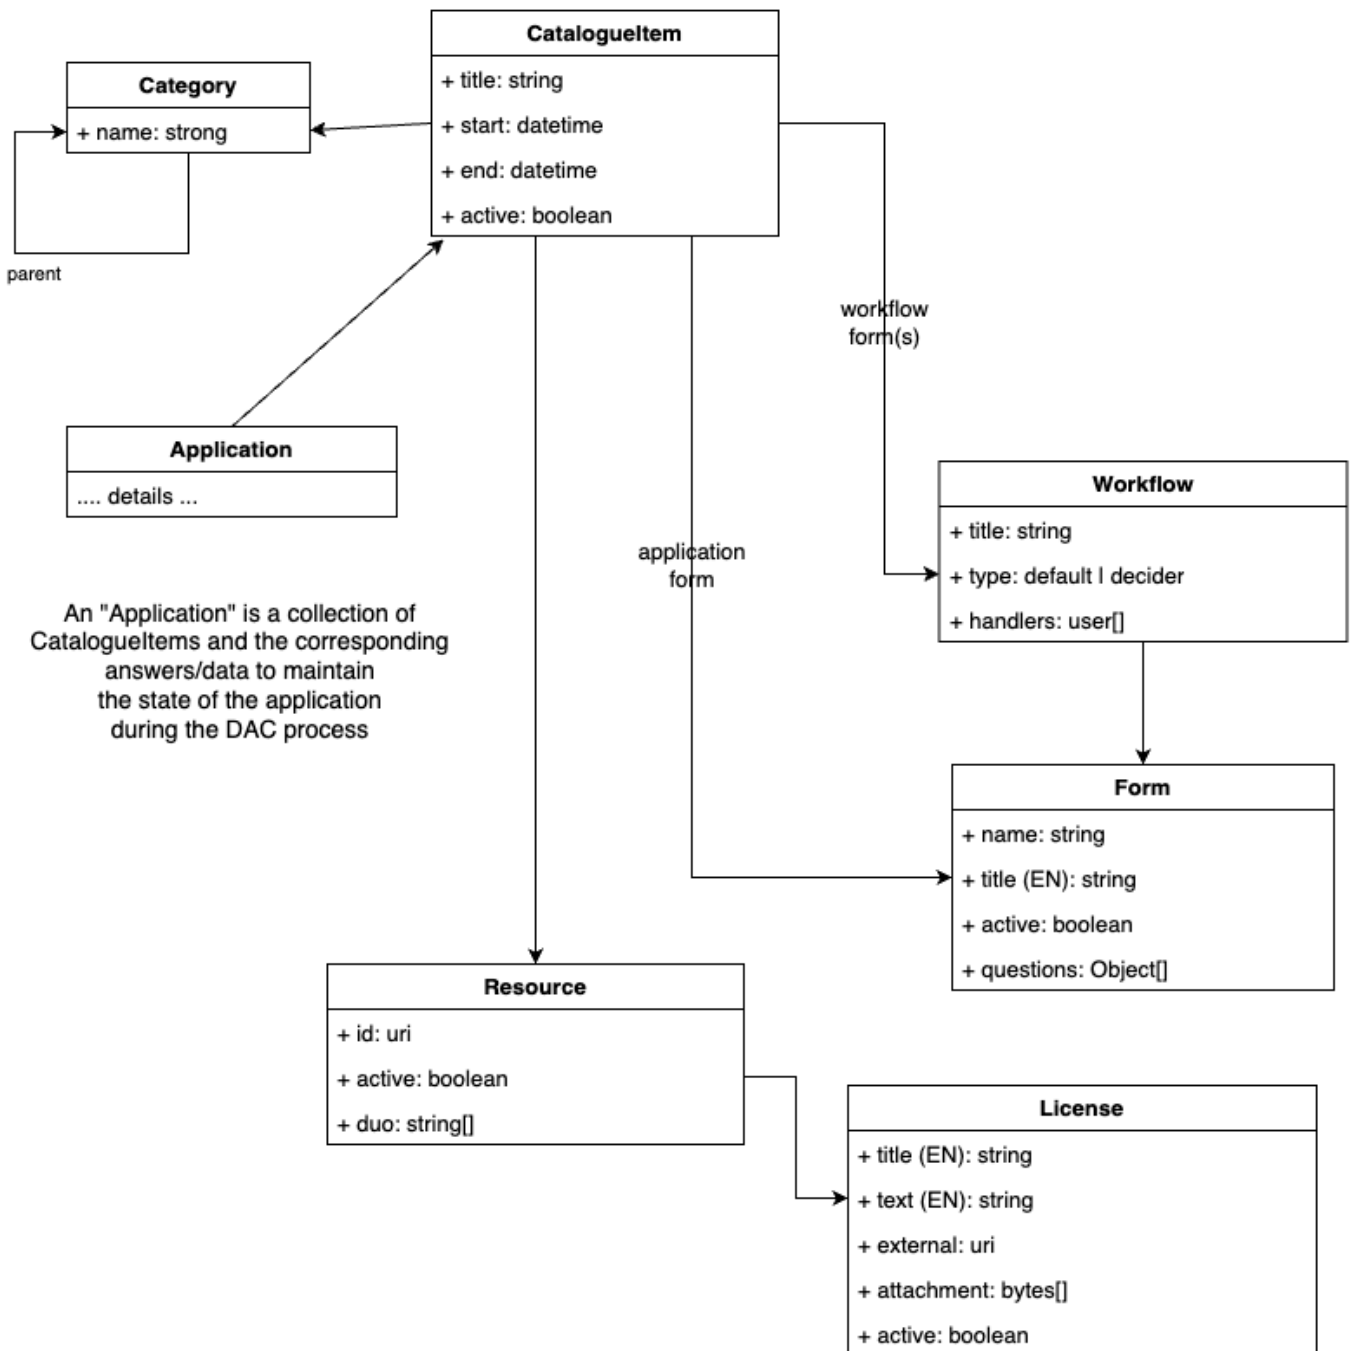 CatalogueItem
+ title: string
+ start: datetime
+ end: datetime
+ active: boolean
Category
+ name: strong
parent
workflow
form(s)
Application
.... details ...
application
form
Workflow
+ title: string
+ type: default | decider
+ handlers: user[]
An "Application" is a collection of
CatalogueItems and the corresponding
answers/data to maintain
the state of the application
during the DAC process
Form
+ name: string
+ title (EN): string
+ active: boolean
+ questions: Object[]
Resource
+ id: uri
+ active: boolean
+ duo: string[]
License
+ title (EN): string
+ text (EN): string
+ external: uri
+ attachment: bytes[]
+ active: boolean